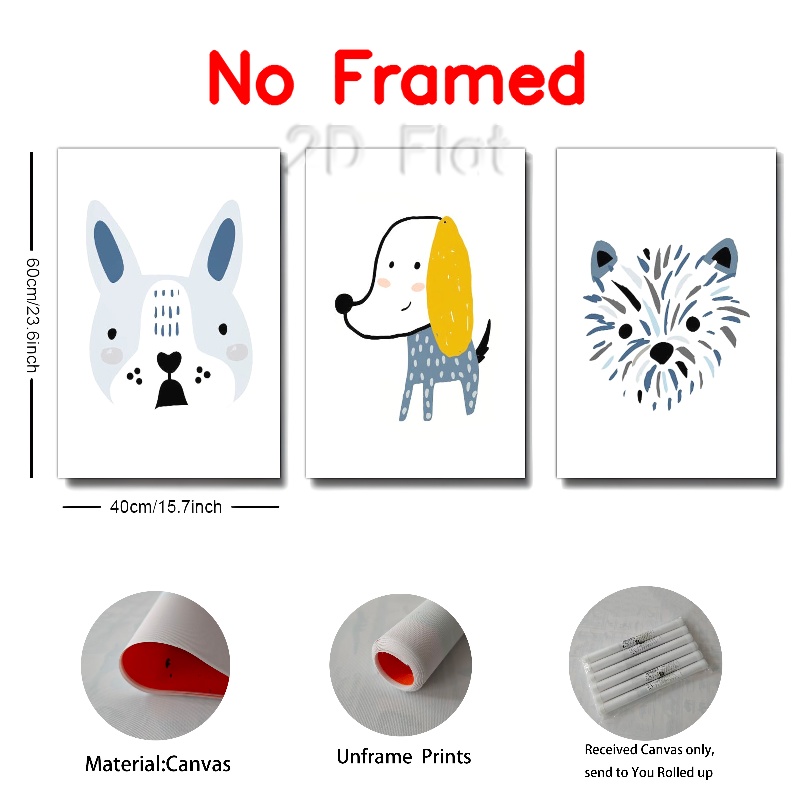 No Framed
2D Flat
60cm/23.6inch
40cm/15.7inch
Material:Canvas
Unframe Prints
Received Canvas only,
send to You Rolled up